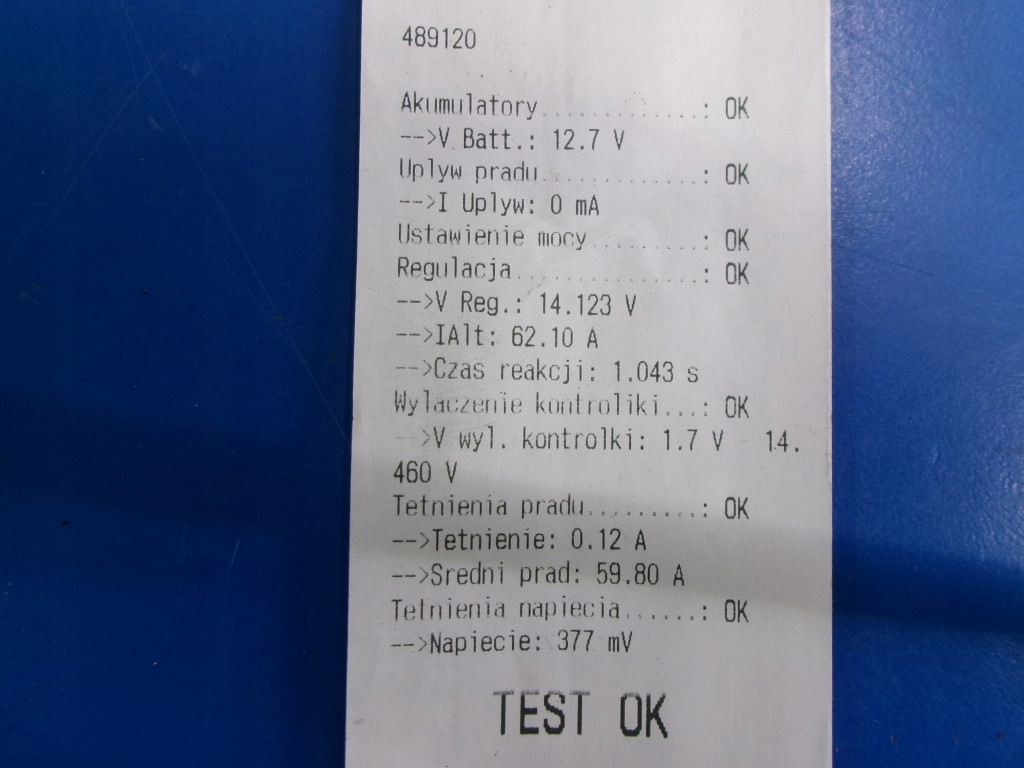 489120
Akumulatory.............: OK
-->V Batt.: 12.7 V
Uplyw pradu.............: OK
-->I Uplyw: 0 mA
Ustawienie mocy.........: OK
Regulacja...............: OK
-->V Reg.: 14.123 V
-->IAlt: 62.10 A
-->Czas reakcji: 1.043 s
Wylaczenie kontroliki...: OK
-->V wyl. kontrolki: 1.7 V - 14.
460 V
Tetnienia pradu.........: OK
-->Tetnienie: 0.12 A
-->Sredni prad: 59.80 A
Tetnienia napiecia......: OK
-->Napiecie: 377 mV
TEST OK